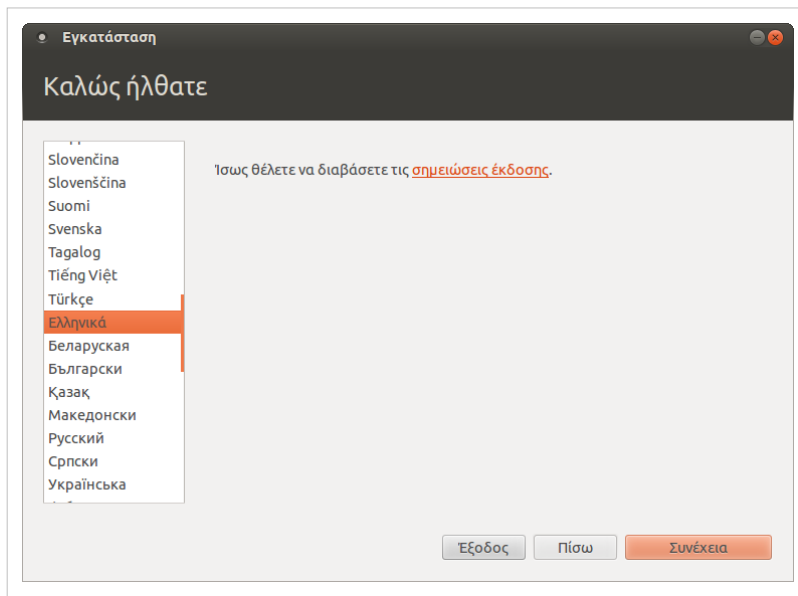 Εγκατάσταση
Καλώς ήλθατε
Slovenčina
Slovenščina
Suomi
Svenska
Tagalog
Tiếng Việt
Türkçe
Ελληνικά
Беларуская
Български
Қазақ
Македонски
Русский
Српски
Українська
Ίσως θέλετε να διαβάσετε τις σημειώσεις έκδοσης.
Έξοδος
Πίσω
Συνέχεια